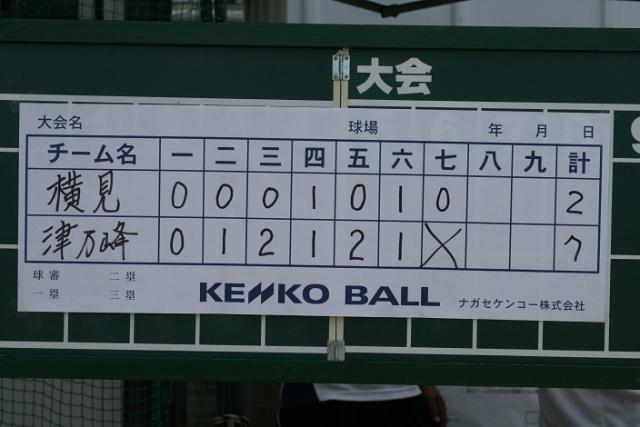 大会
大会名 球場 年 月 日
チーム名 一 二 三 四 五 六 七 八 九 計
横見 0 0 0 1 0 1 0 2
津乃峰 0 1 2 1 2 1 X 7
球審 二塁
一塁 三塁
KENKO BALL ナガセケンコー株式会社